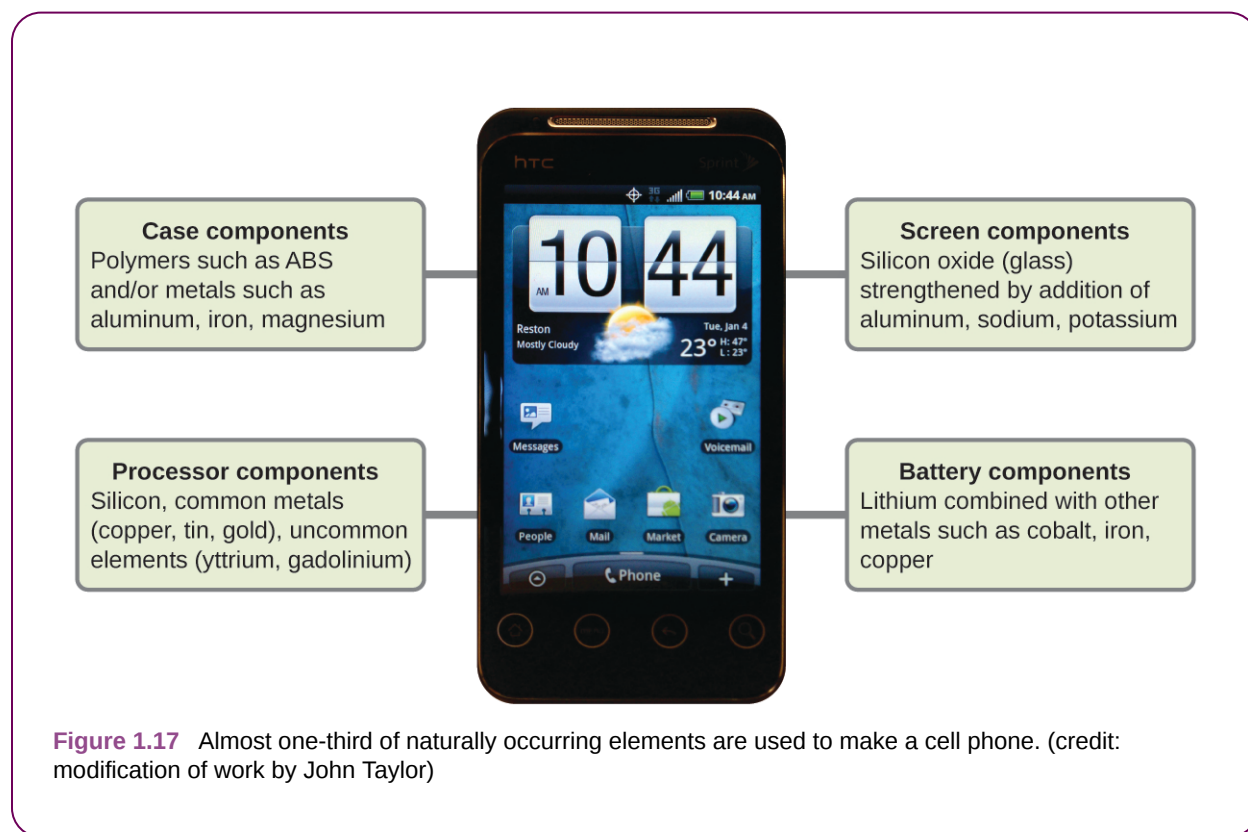 Case components
Polymers such as ABS
and/or metals such as
aluminum, iron, magnesium
Processor components
Silicon, common metals
(copper, tin, gold), uncommon
elements (yttrium, gadolinium)
hTC
Sprint
3G
10:44 AM
10 44
AM
Reston
Mostly Cloudy
Tue, Jan 4
23° H: 47°
L: 23°
Messages
Voicemail
People
Mail
Market
Camera
Phone
Screen components
Silicon oxide (glass)
strengthened by addition of
aluminum, sodium, potassium
Battery components
Lithium combined with other
metals such as cobalt, iron,
copper
Figure 1.17 Almost one-third of naturally occurring elements are used to make a cell phone. (credit:
modification of work by John Taylor)